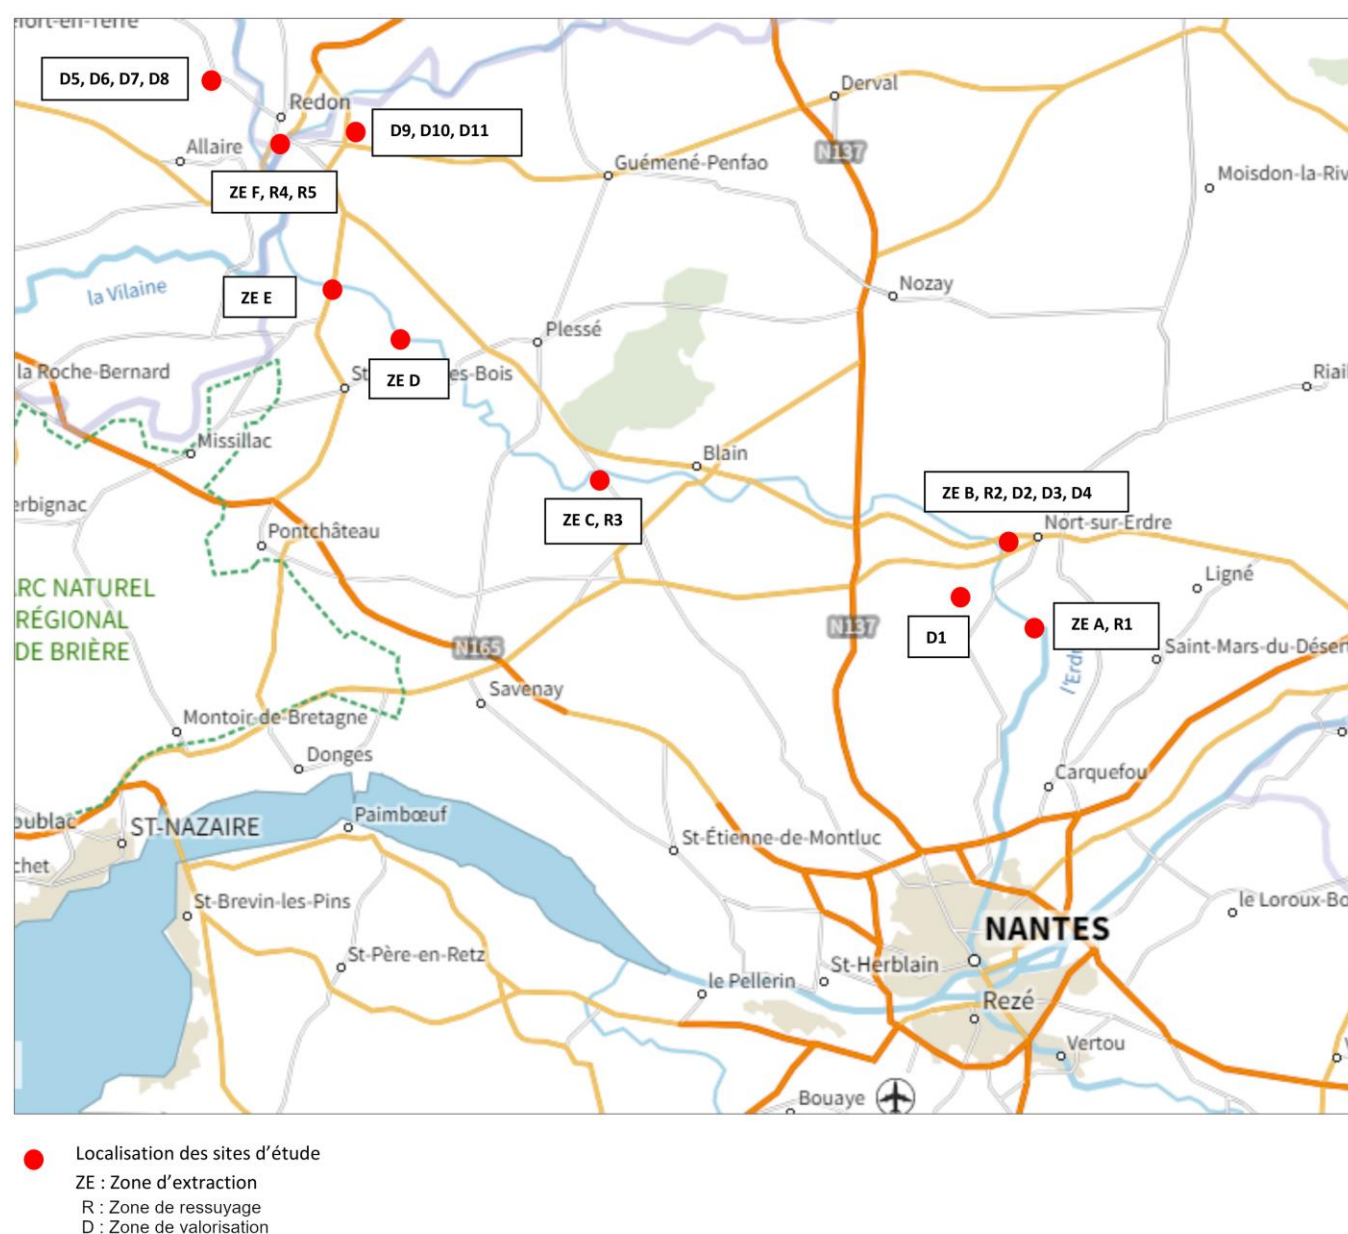 Derval
D5, D6, D7, D8
Redon
D9, D10, D11
Allaire
N137
Guémené-Penfao
Moisdon-la-Riv
ZE F, R4, R5
la Vilaine
ZE E
Nozay
Plessé
la Roche-Bernard
St
ZE D
es-Bois
Riail
Missillac
Blain
erbignac
ZE B, R2, D2, D3, D4
ZE C, R3
Nort-sur-Erdre
Pontchâteau
Ligné
ARC NATUREL
RÉGIONAL
DE BRIÈRE
N137
D1
ZE A, R1
N165
Saint-Mars-du-Désert
l'Erdr
Savenay
Montoir-de-Bretagne
Donges
Carquefou
oublac
ST-NAZAIRE
Paimbœuf
St-Étienne-de-Montluc
chet
St-Brevin-les-Pins
le Loroux-Bo
NANTES
St-Père-en-Retz
St-Herblain
le Pellerin
Rezé
Vertou
Bouaye
Localisation des sites d'étude
ZE : Zone d'extraction
R : Zone de ressuyage
D : Zone de valorisation